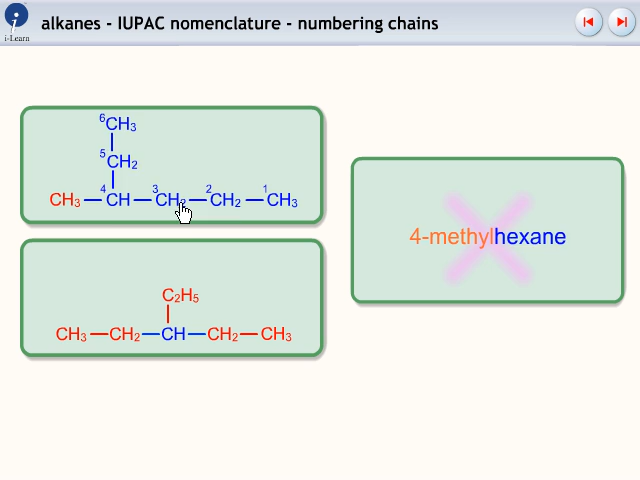 i-Learn
alkanes - IUPAC nomenclature - numbering chains
⁶CH₃
⁵CH₂
CH₃ — ⁴CH — ³CH₂ — ²CH₂ — ¹CH₃
C₂H₅
CH₃ — CH₂ — CH — CH₂ — CH₃
4-methylhexane